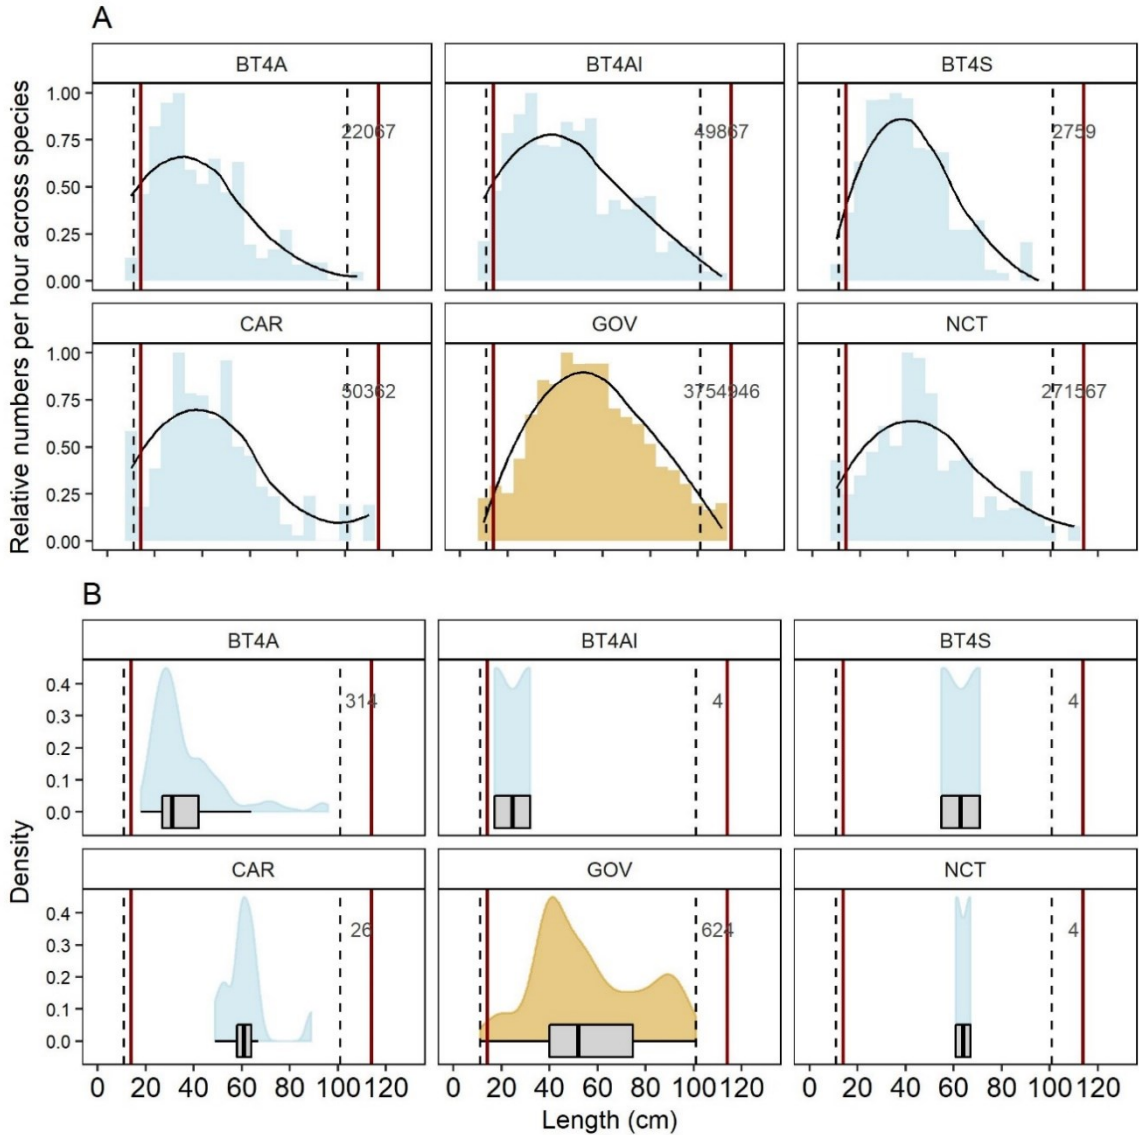 A
BT4A BT4AI BT4S
Relative numbers per hour across species
1.00
0.75
0.50
0.25
0.00
22067 49867 2759
CAR GOV NCT
1.00
0.75
0.50
0.25
0.00
50362 3754946 271567
B
BT4A BT4AI BT4S
Density
0.4
0.3
0.2
0.1
0.0
314 4 4
CAR GOV NCT
0.4
0.3
0.2
0.1
0.0
26 624 4
0 20 40 60 80 100 120 0 20 40 60 80 100 120 0 20 40 60 80 100 120
Length (cm)